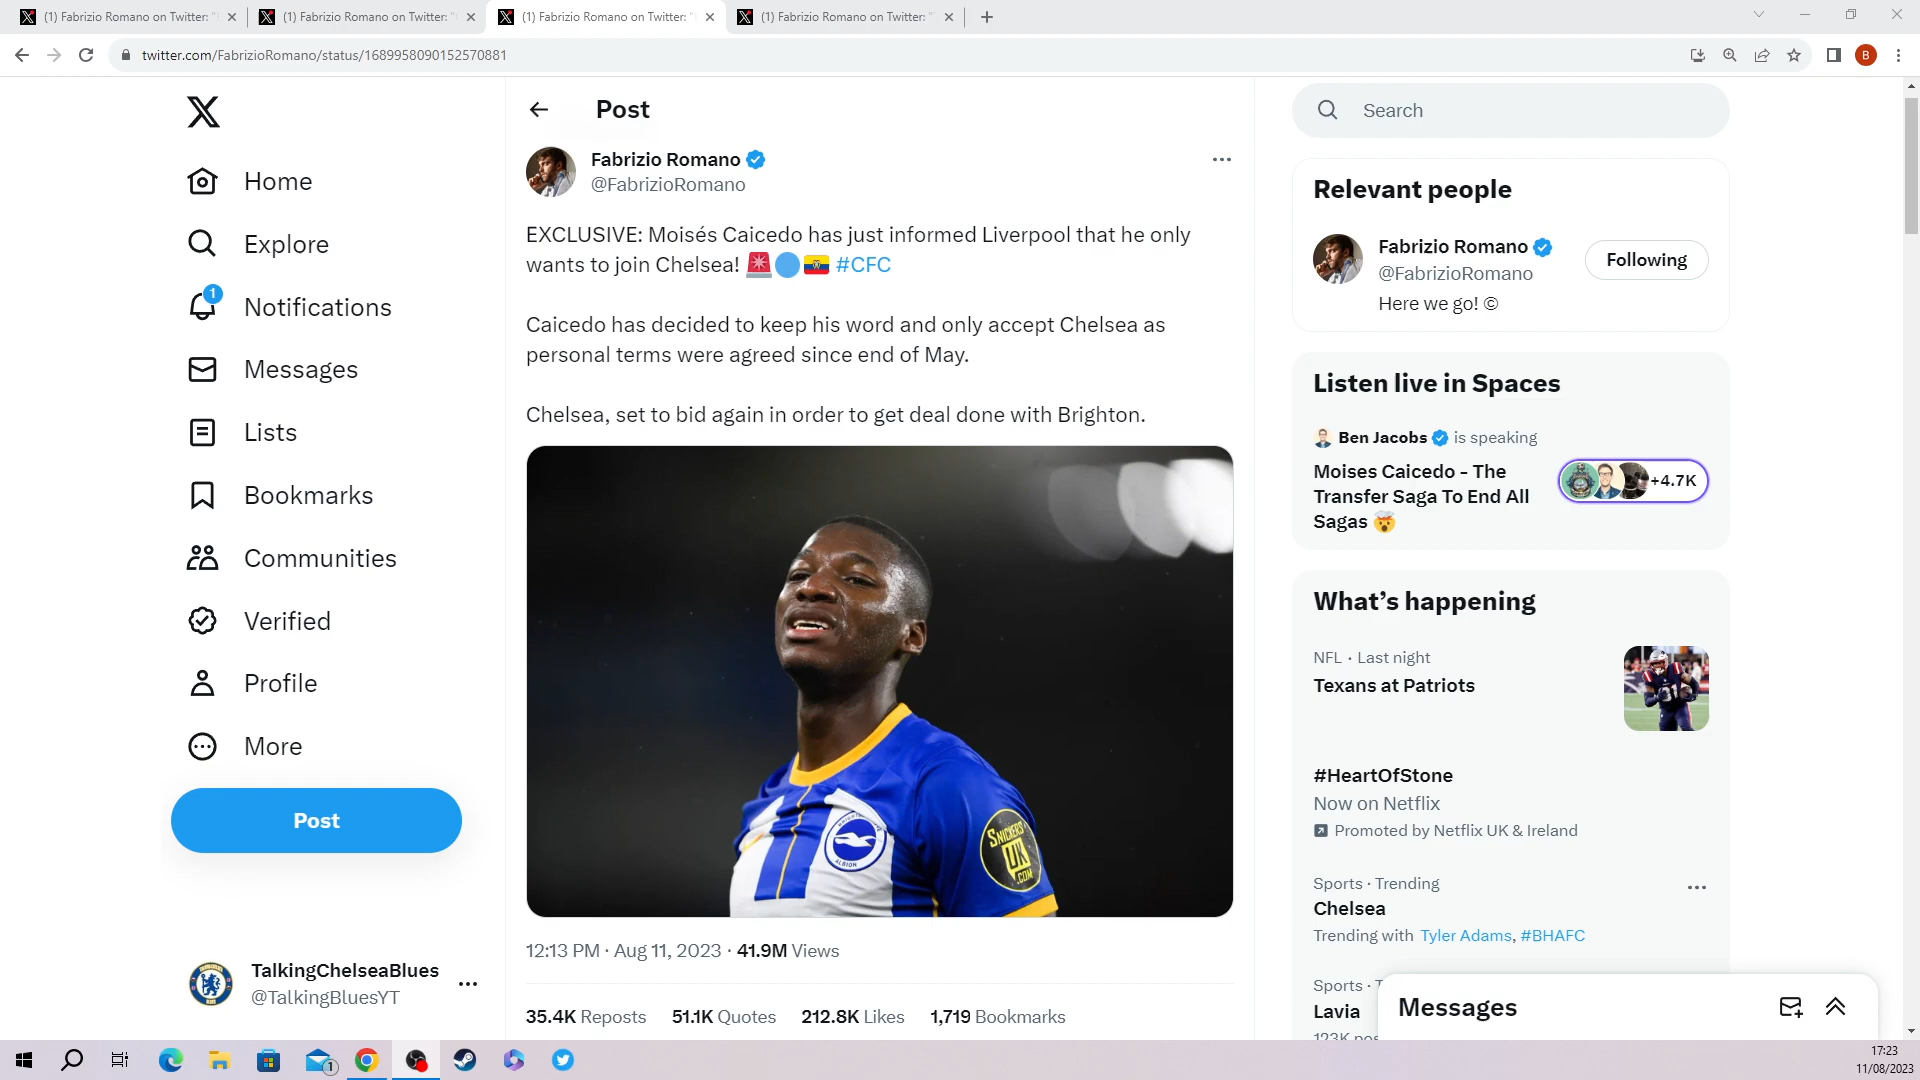 (1) Fabrizio Romano on Twitter: "
(1) Fabrizio Romano on Twitter: "
(1) Fabrizio Romano on Twitter: "
(1) Fabrizio Romano on Twitter: "
twitter.com/FabrizioRomano/status/1689958090152570881
B
Home
Explore
1
Notifications
Messages
Lists
Bookmarks
Communities
Verified
Profile
More
Post
TalkingChelseaBlues
@TalkingBluesYT
Post
Fabrizio Romano
@FabrizioRomano
EXCLUSIVE: Moisés Caicedo has just informed Liverpool that he only
wants to join Chelsea! 🚨🔵🇪🇨 #CFC
Caicedo has decided to keep his word and only accept Chelsea as
personal terms were agreed since end of May.
Chelsea, set to bid again in order to get deal done with Brighton.
ALBION
SNICKERS
UK
.COM
12:13 PM · Aug 11, 2023 · 41.9M Views
35.4K Reposts 51.1K Quotes 212.8K Likes 1,719 Bookmarks
Search
Relevant people
Fabrizio Romano
@FabrizioRomano
Following
Here we go! ©
Listen live in Spaces
Ben Jacobs is speaking
Moises Caicedo - The
Transfer Saga To End All
Sagas 🤯
+4.7K
What's happening
NFL · Last night
Texans at Patriots
#HeartOfStone
Now on Netflix
Promoted by Netflix UK & Ireland
Sports · Trending
Chelsea
Trending with Tyler Adams, #BHAFC
Sports · T
Lavia
123K pos
Messages
1
17:23
11/08/2023